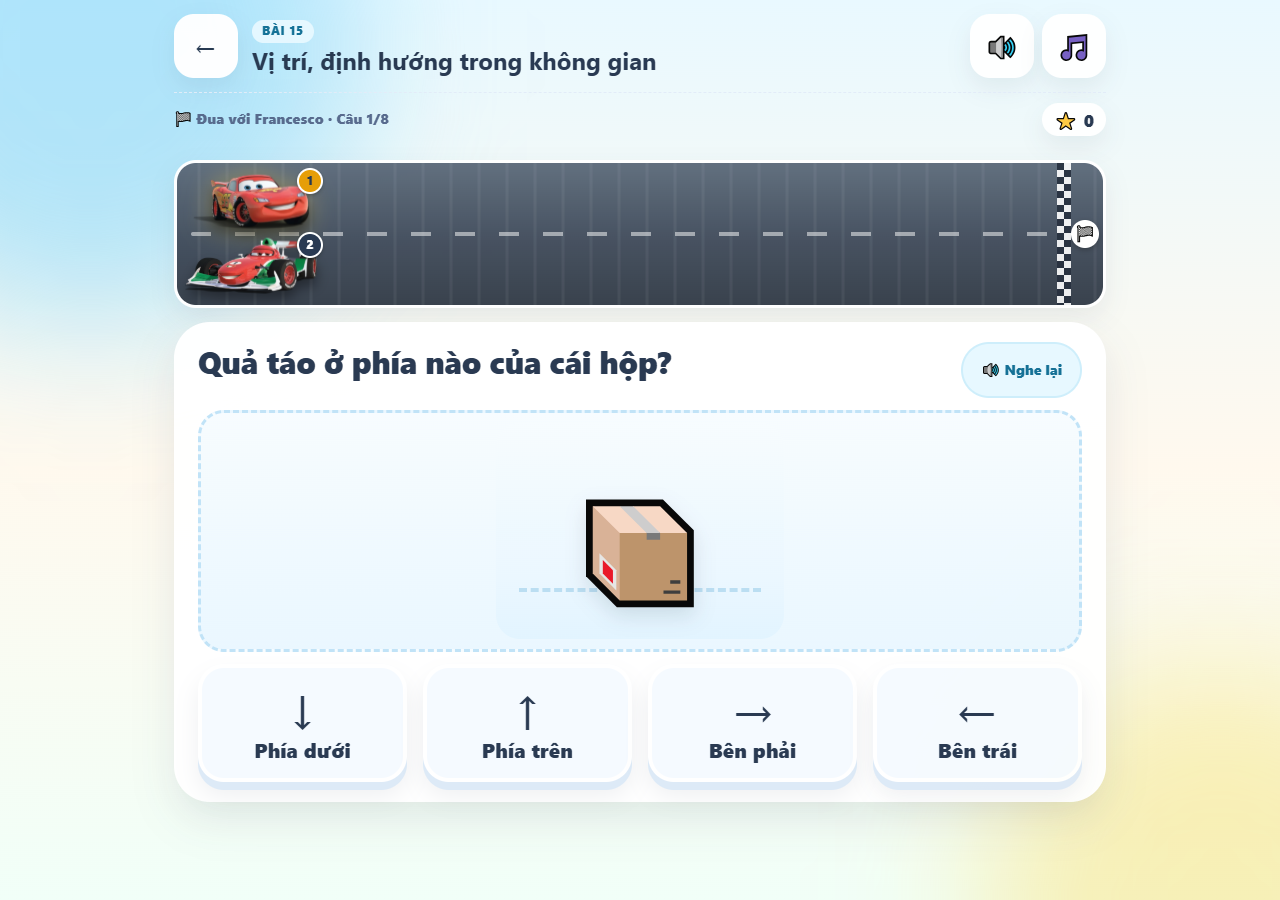 ←
BÀI 15
Vị trí, định hướng trong không gian
Đua với Francesco · Câu 1/8
0
1
2
Quả táo ở phía nào của cái hộp?
Nghe lại
↓
Phía dưới
↑
Phía trên
→
Bên phải
←
Bên trái